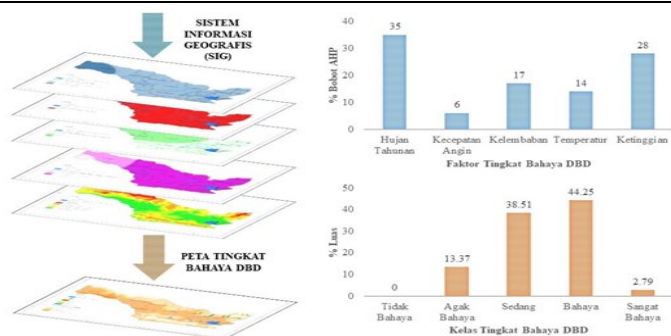 SISTEM
INFORMASI
GEOGRAFIS
(SIG)
PETA TINGKAT
BAHAYA DBD
% Bobot AHP
40
30
20
10
0
35
6
17
14
28
Hujan
Tahunan
Kecepatan
Angin
Kelembaban
Temperatur
Ketinggian
Faktor Tingkat Bahaya DBD
% Luas
50
40
30
20
10
0
0
13.37
38.51
44.25
2.79
Tidak
Bahaya
Agak
Bahaya
Sedang
Bahaya
Sangat
Bahaya
Kelas Tingkat Bahaya DBD